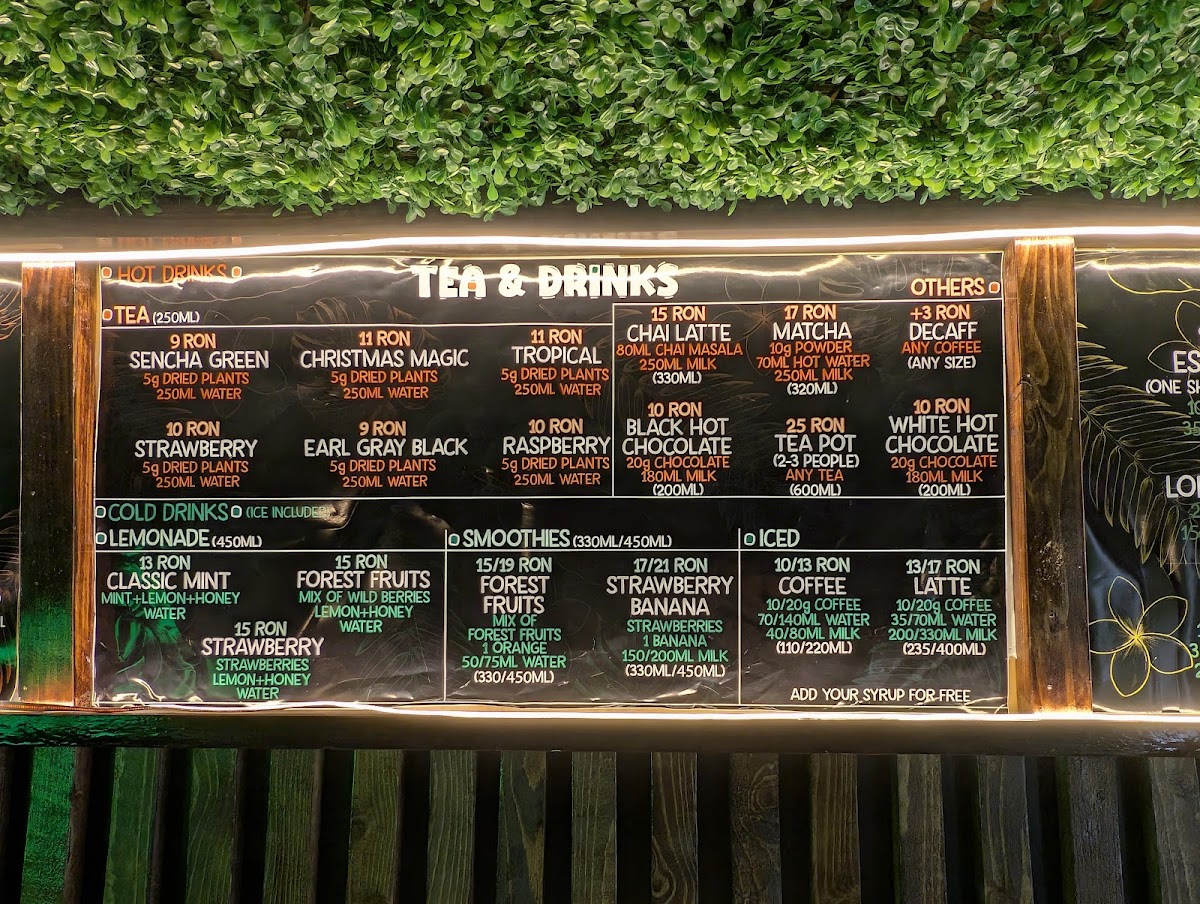 TEA & DRINKS
HOT DRINKS
TEA (250ML)
9 RON
SENCHA GREEN
5g DRIED PLANTS
250ML WATER
11 RON
CHRISTMAS MAGIC
5g DRIED PLANTS
250ML WATER
11 RON
TROPICAL
5g DRIED PLANTS
250ML WATER
10 RON
STRAWBERRY
5g DRIED PLANTS
250ML WATER
9 RON
EARL GRAY BLACK
5g DRIED PLANTS
250ML WATER
10 RON
RASPBERRY
5g DRIED PLANTS
250ML WATER
OTHERS
15 RON
CHAI LATTE
80ML CHAI MASALA
250ML MILK
(330ML)
17 RON
MATCHA
10g POWDER
70ML HOT WATER
250ML MILK
(320ML)
+3 RON
DECAFF
ANY COFFEE
(ANY SIZE)
10 RON
BLACK HOT
CHOCOLATE
20g CHOCOLATE
180ML MILK
(200ML)
25 RON
TEA POT
(2-3 PEOPLE)
ANY TEA
(600ML)
10 RON
WHITE HOT
CHOCOLATE
20g CHOCOLATE
180ML MILK
(200ML)
COLD DRINKS (ICE INCLUDED)
LEMONADE (450ML)
13 RON
CLASSIC MINT
MINT+LEMON+HONEY
WATER
15 RON
FOREST FRUITS
MIX OF WILD BERRIES
LEMON+HONEY
WATER
15 RON
STRAWBERRY
STRAWBERRIES
LEMON+HONEY
WATER
SMOOTHIES (330ML/450ML)
15/19 RON
FOREST
FRUITS
MIX OF
FOREST FRUITS
1 ORANGE
50/75ML WATER
(330/450ML)
17/21 RON
STRAWBERRY
BANANA
STRAWBERRIES
1 BANANA
150/200ML MILK
(330ML/450ML)
ICED
10/13 RON
COFFEE
10/20g COFFEE
70/140ML WATER
40/80ML MILK
(110/220ML)
13/17 RON
LATTE
10/20g COFFEE
35/70ML WATER
200/330ML MILK
(235/400ML)
ADD YOUR SYRUP FOR FREE